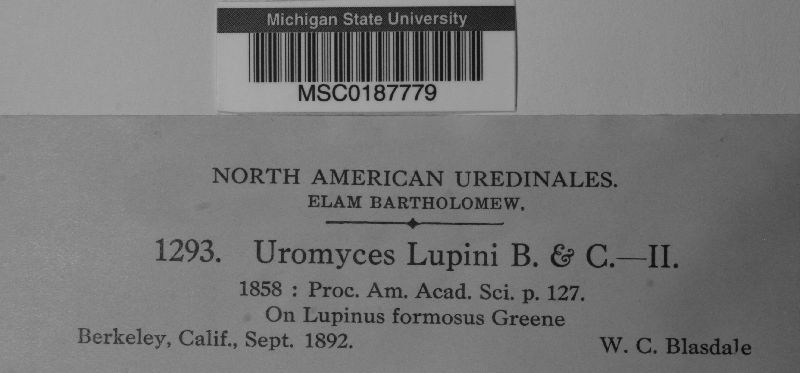 Michigan State University
MSC0187779
NORTH AMERICAN UREDINALES.
ELAM BARTHOLOMEW.
1293. Uromyces Lupini B. & C.—II.
1858 : Proc. Am. Acad. Sci. p. 127.
On Lupinus formosus Greene
Berkeley, Calif., Sept. 1892. W. C. Blasdale